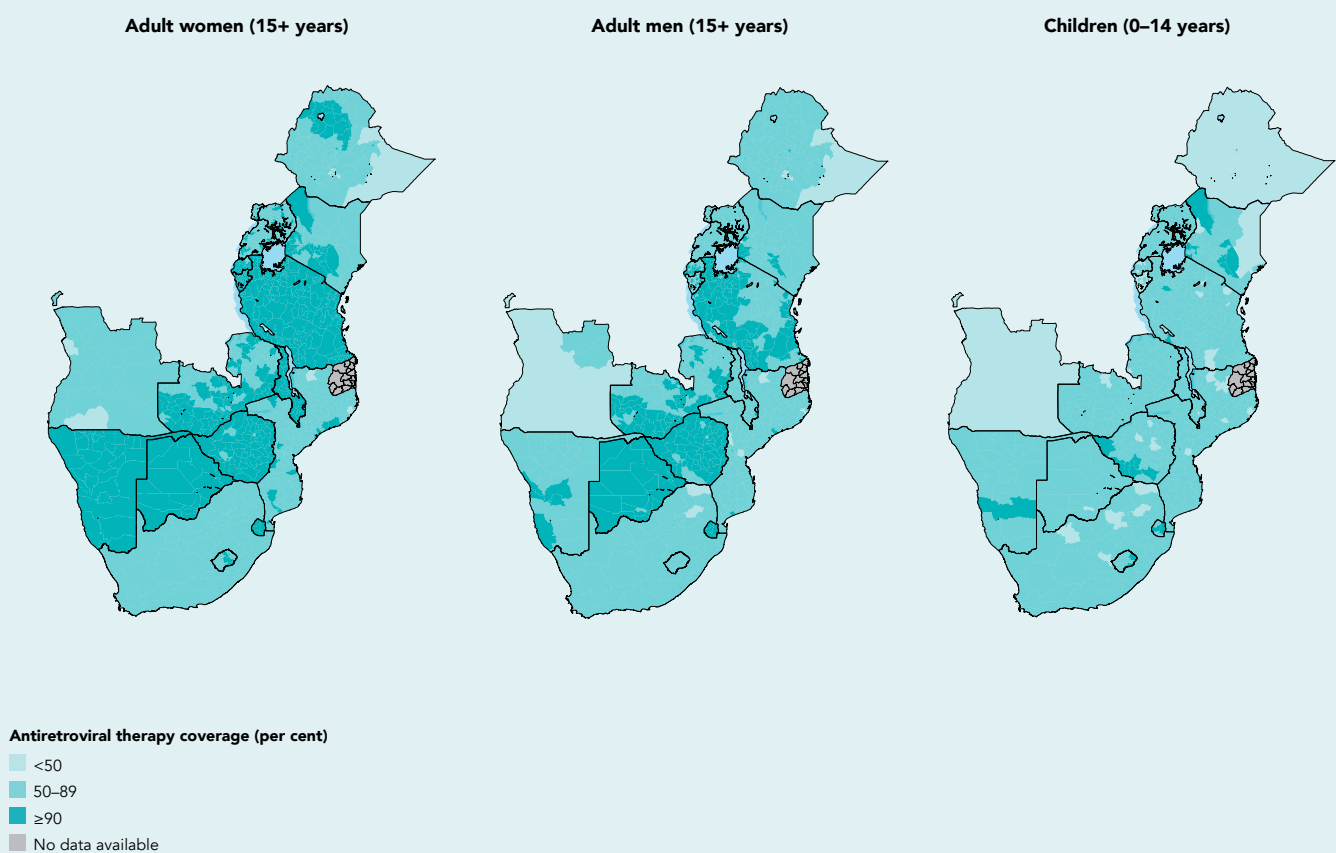 Adult women (15+ years)
Adult men (15+ years)
Children (0–14 years)
Antiretroviral therapy coverage (per cent)
<50
50–89
≥90
No data available